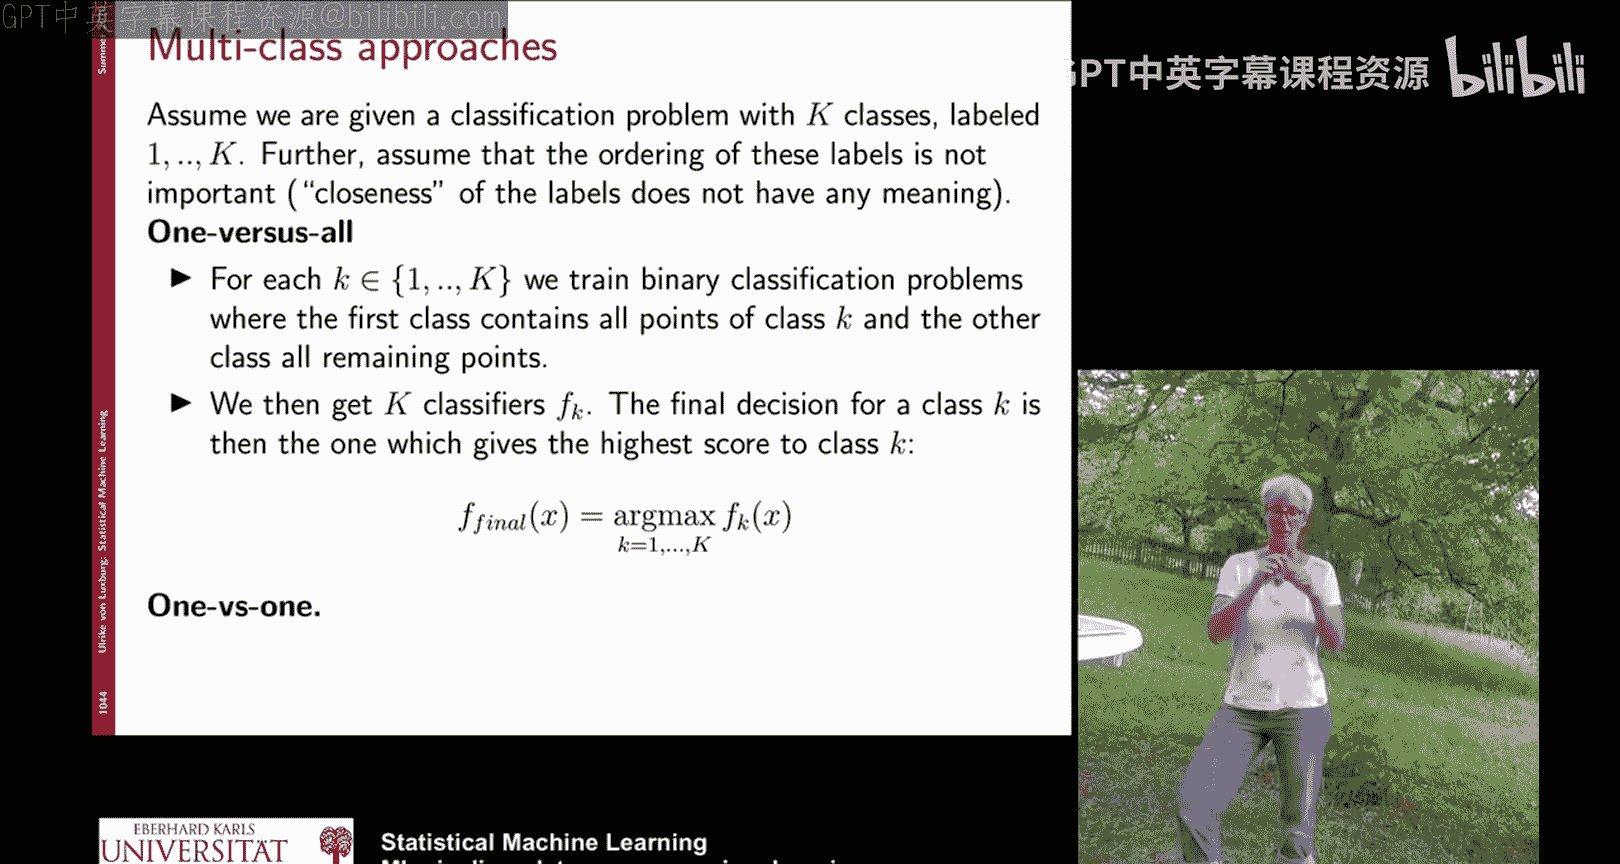 GPT中英字幕课程资源@bilibili.com
GPT中英字幕课程资源 bilibili
Multi-class approaches
Assume we are given a classification problem with K classes, labeled
1, .., K. Further, assume that the ordering of these labels is not
important ("closeness" of the labels does not have any meaning).
One-versus-all
▶ For each k ∈ {1, .., K} we train binary classification problems
where the first class contains all points of class k and the other
class all remaining points.
▶ We then get K classifiers f_k. The final decision for a class k is
then the one which gives the highest score to class k:
f_final(x) = argmax f_k(x)
k=1,...,K
One-vs-one.
Ulrike von Luxburg: Statistical Machine Learning
1044
EBERHARD KARLS
UNIVERSITÄT
Statistical Machine Learning